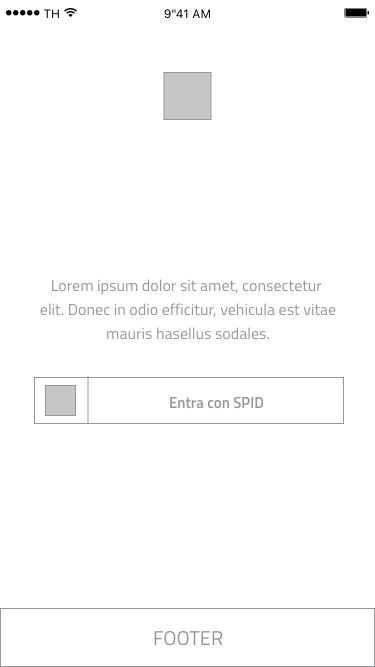 TH 9"41 AM
Lorem ipsum dolor sit amet, consectetur
elit. Donec in odio efficitur, vehicula est vitae
mauris hasellus sodales.
Entra con SPID
FOOTER